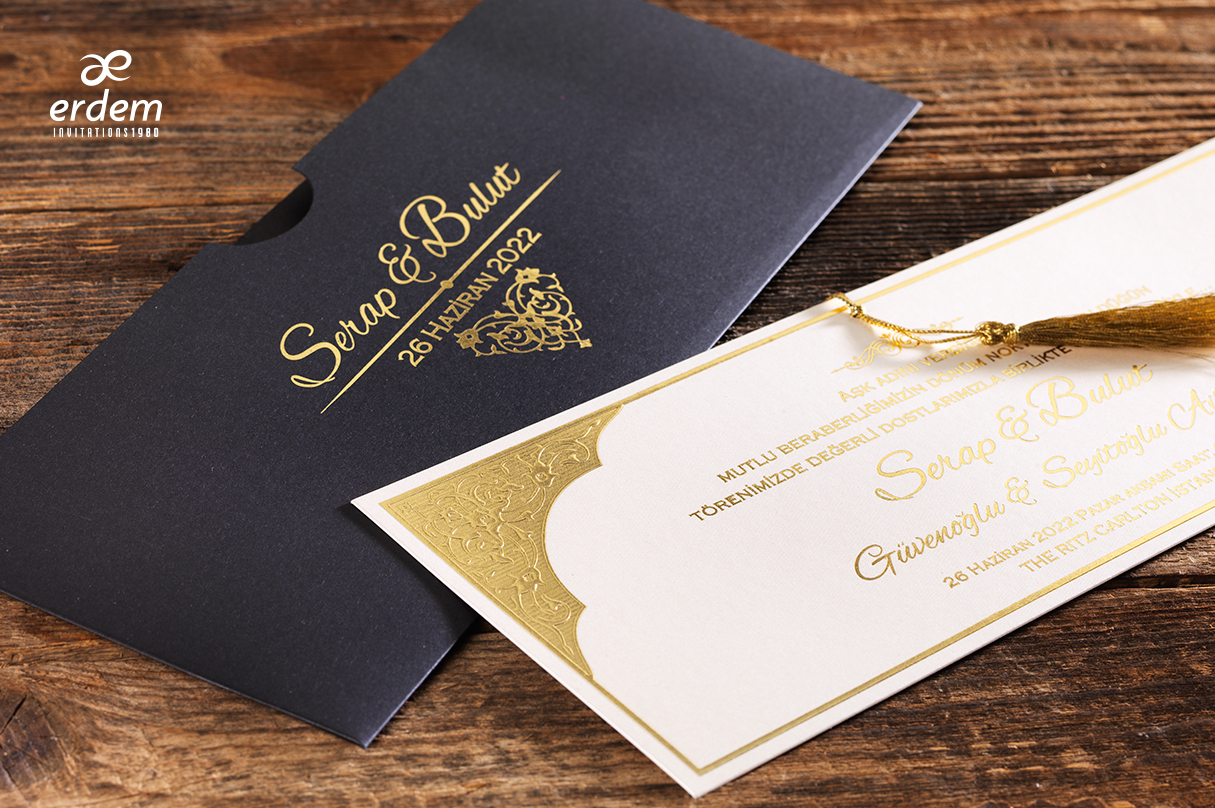 erdem
INVITATIONS1980
Serap & Bulut
26 HAZİRAN 2022
AŞK ADINI
MUTLU BERABERLİĞİMİZİN DÖNÜM
TÖRENİMİZDE DEĞERLİ DOSTLARIMIZLA BİRLİKTE
Serap & Bulut
Güvenoğlu & Seyitoğlu
26 HAZİRAN 2022 PAZAR AKŞAMI SAAT
THE RITZ CARLTON İSTAN